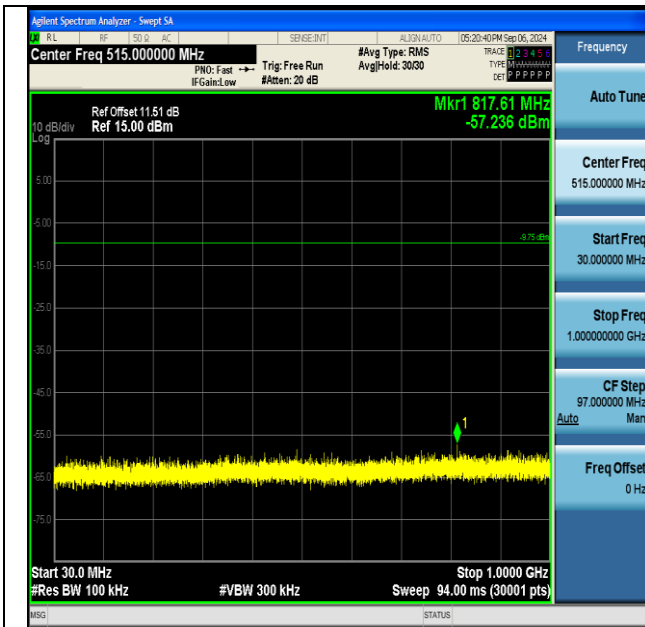 Agilent Spectrum Analyzer - Swept SA
RL RF 50 Ω AC SENSE:INT ALIGN AUTO 05:20:40 PM Sep 06, 2024
Center Freq 515.000000 MHz
PNO: Fast
IFGain:Low
Trig: Free Run
#Atten: 20 dB
#Avg Type: RMS
Avg|Hold: 30/30
TRACE 1 2 3 4 5 6
TYPE M
DET P P P P P P
Ref Offset 11.51 dB
10 dB/div Ref 15.00 dBm
Log
Mkr1 817.61 MHz
-57.236 dBm
5.00
-5.00
-9.75 dBm
-15.0
-25.0
-35.0
-45.0
-55.0
-65.0
-75.0
1
Start 30.0 MHz
Stop 1.0000 GHz
#Res BW 100 kHz
#VBW 300 kHz
Sweep 94.00 ms (30001 pts)
MSG
STATUS
Frequency
Auto Tune
Center Freq
515.000000 MHz
Start Freq
30.000000 MHz
Stop Freq
1.000000000 GHz
CF Step
97.000000 MHz
Auto Man
Freq Offset
0 Hz